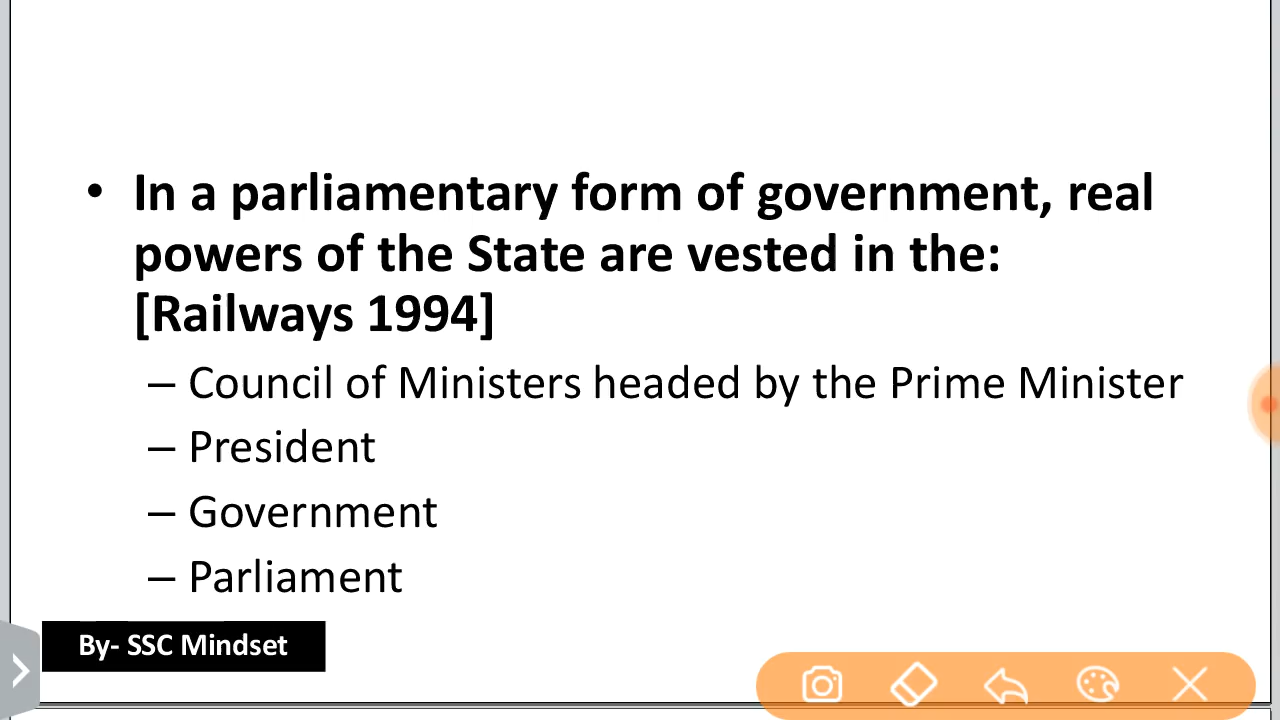 • In a parliamentary form of government, real
powers of the State are vested in the:
[Railways 1994]
– Council of Ministers headed by the Prime Minister
– President
– Government
– Parliament
By- SSC Mindset